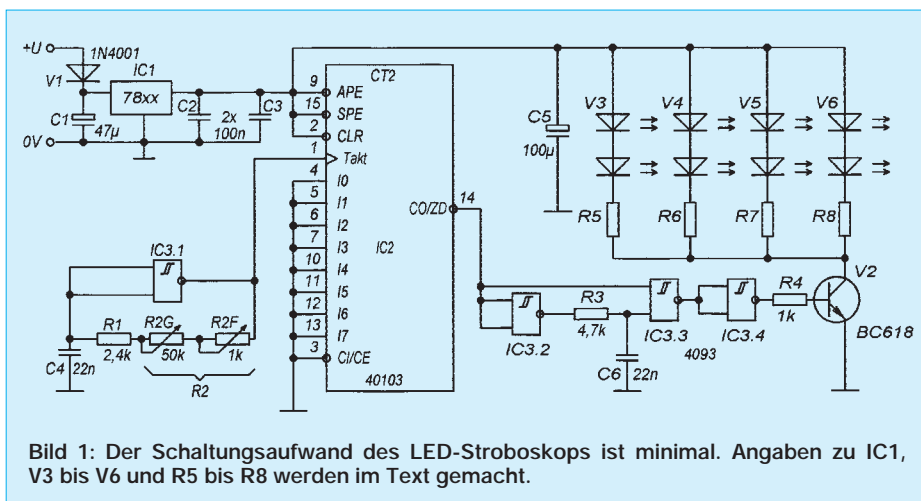 +U
1N4001
V1
IC1
78xx
C1
47µ
C2
2x
100n
C3
0V
CT2
9
APE
15
SPE
2
CLR
1
Takt
4
I0
5
I1
6
I2
7
I3
10
I4
11
I5
12
I6
13
I7
3
CI/CE
IC2
40103
CO/ZD
14
IC3.1
R1
2,4k
R2G
50k
R2F
1k
R2
C4
22n
C5
100µ
V3
V4
V5
V6
R5
R6
R7
R8
IC3.2
R3
4,7k
C6
22n
IC3.3
IC3.4
4093
R4
1k
V2
BC618
Bild 1: Der Schaltungsaufwand des LED-Stroboskops ist minimal. Angaben zu IC1,
V3 bis V6 und R5 bis R8 werden im Text gemacht.